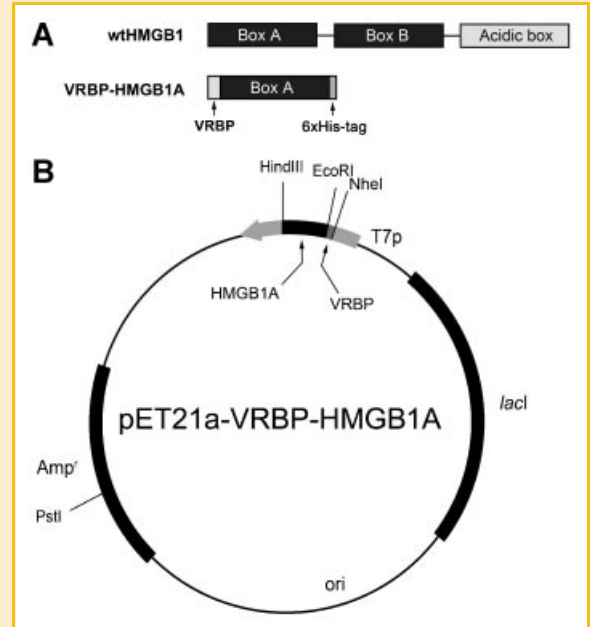 A
wtHMGB1 Box A Box B Acidic box
VRBP-HMGB1A Box A
VRBP 6xHis-tag
B
HindIII EcoRI
NheI
T7p
HMGB1A VRBP
lacI
pET21a-VRBP-HMGB1A
Ampʳ
PstI
ori